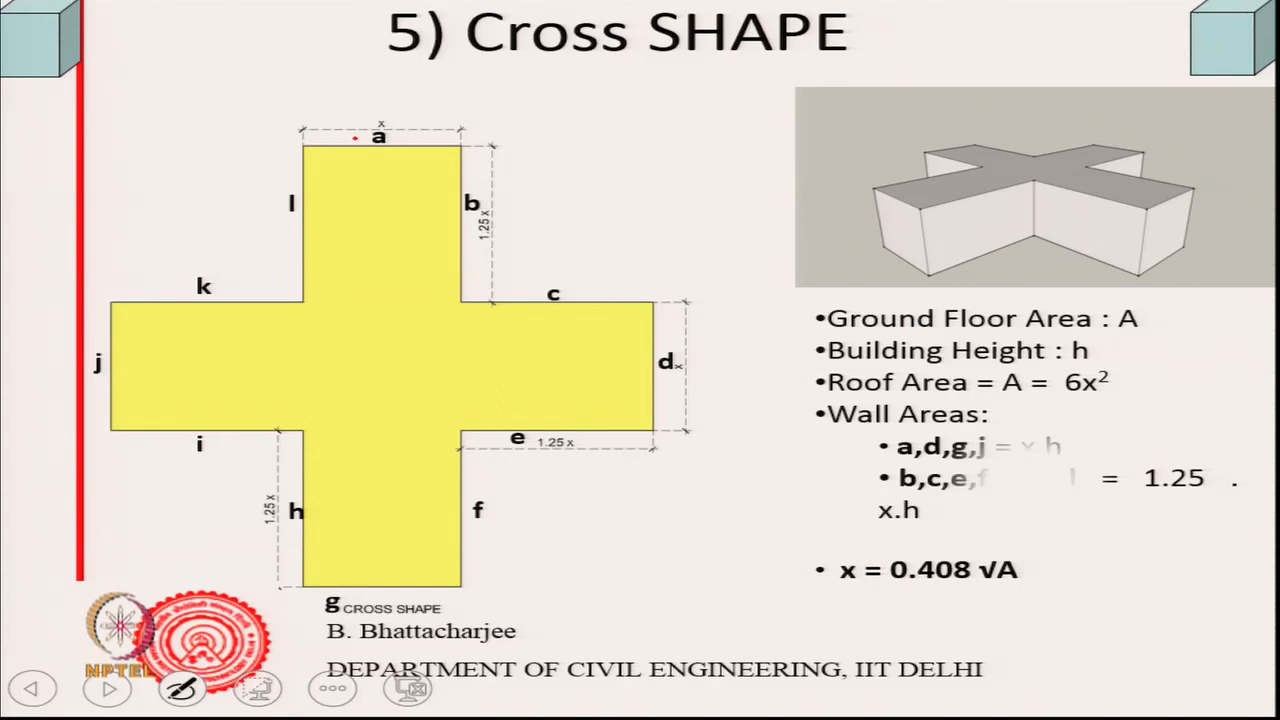 5) Cross SHAPE
x
a
l
b
1.25 x
k
c
j
d
x
i
e
1.25 x
1.25 x
h
f
g
CROSS SHAPE
•Ground Floor Area : A
•Building Height : h
•Roof Area = A = 6x²
•Wall Areas:
• a,d,g,j = x h
• b,c,e,f l = 1.25 .
x.h
• x = 0.408 √A
B. Bhattacharjee
DEPARTMENT OF CIVIL ENGINEERING, IIT DELHI
NPTEL